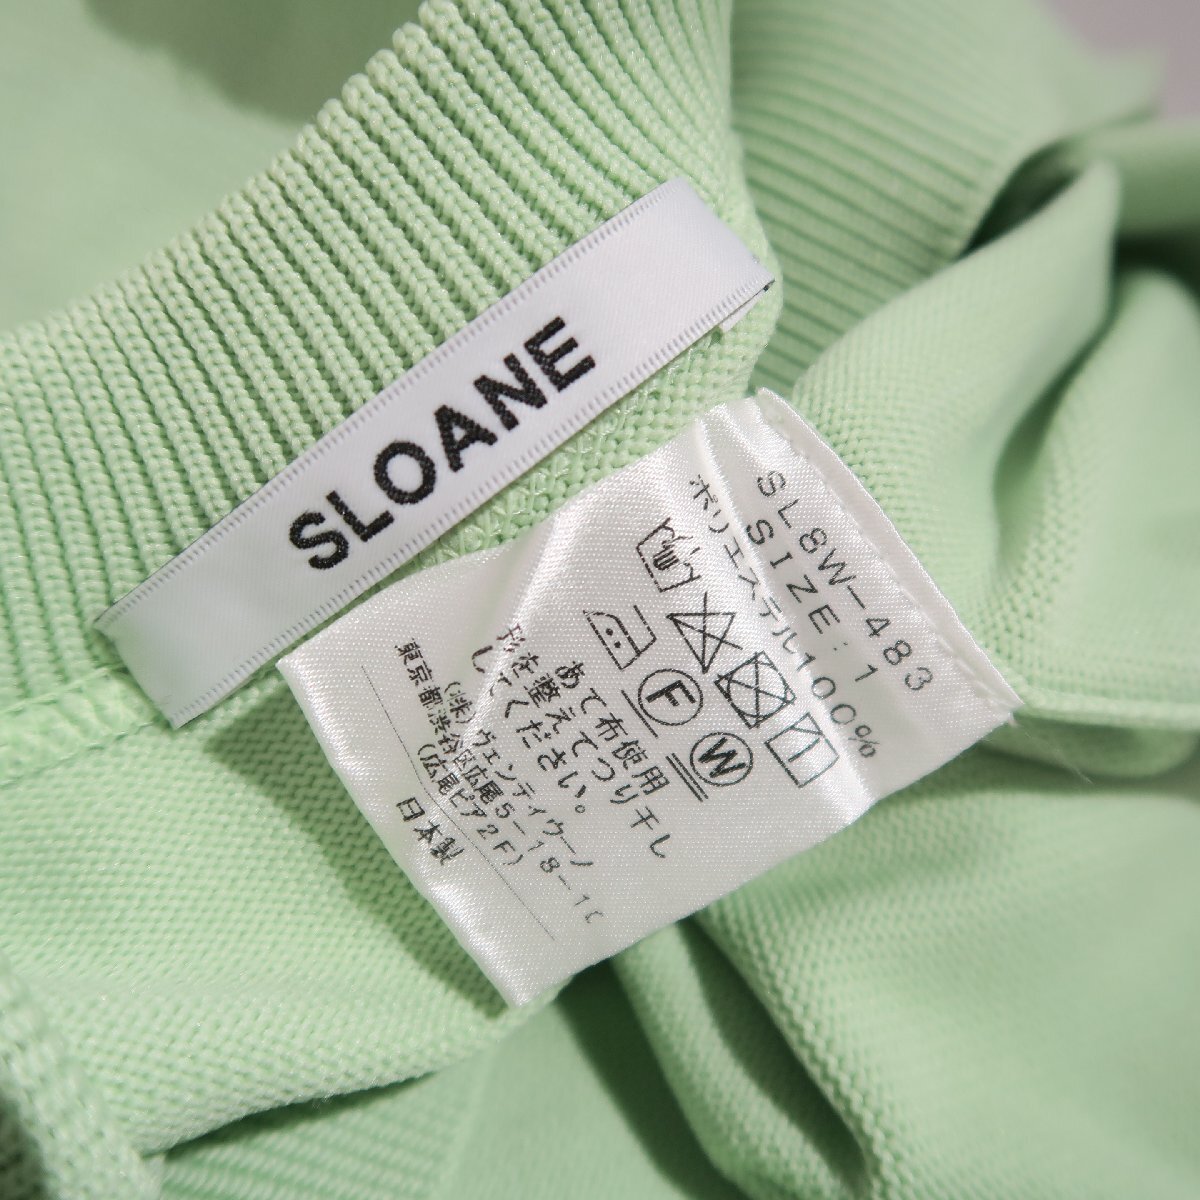 SLOANE
SL8W-483
SIZE:1
ポリエステル100%
F
W
あて布使用
形を整えてつり干し
してください。
(株)ヴェンティウーノ
東京都渋谷区広尾5-18-10
(広尾ピア2F)
日本製